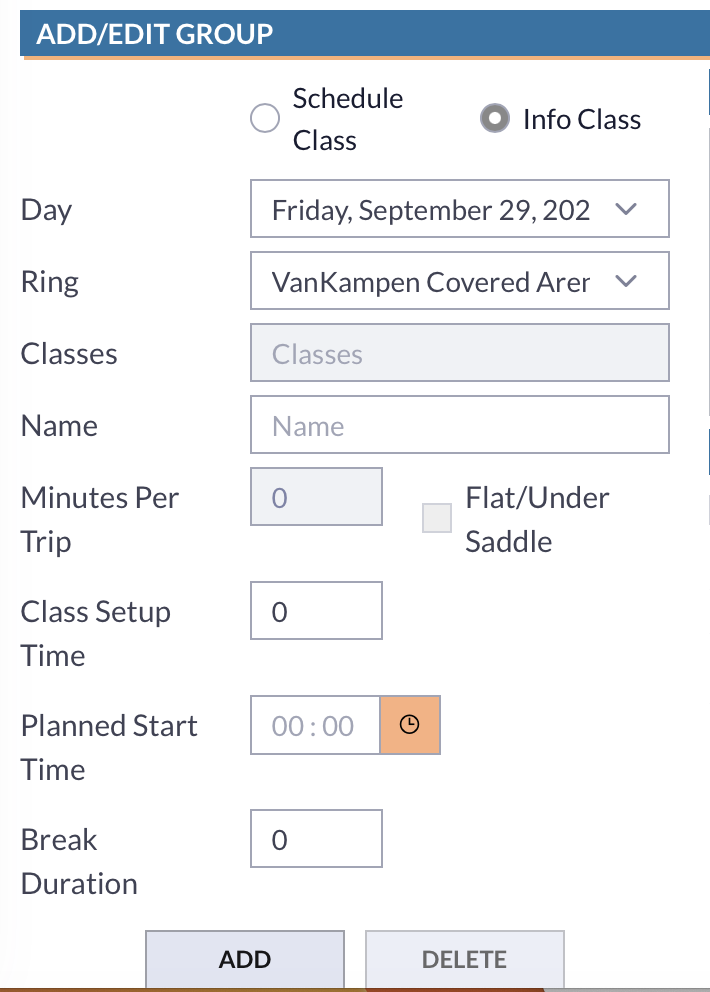 ADD/EDIT GROUP
Schedule
Class
Info Class
Day
Friday, September 29, 202
Ring
VanKampen Covered Arer
Classes
Classes
Name
Name
Minutes Per
Trip
0
Flat/Under
Saddle
Class Setup
Time
0
Planned Start
Time
00:00
Break
Duration
0
ADD
DELETE